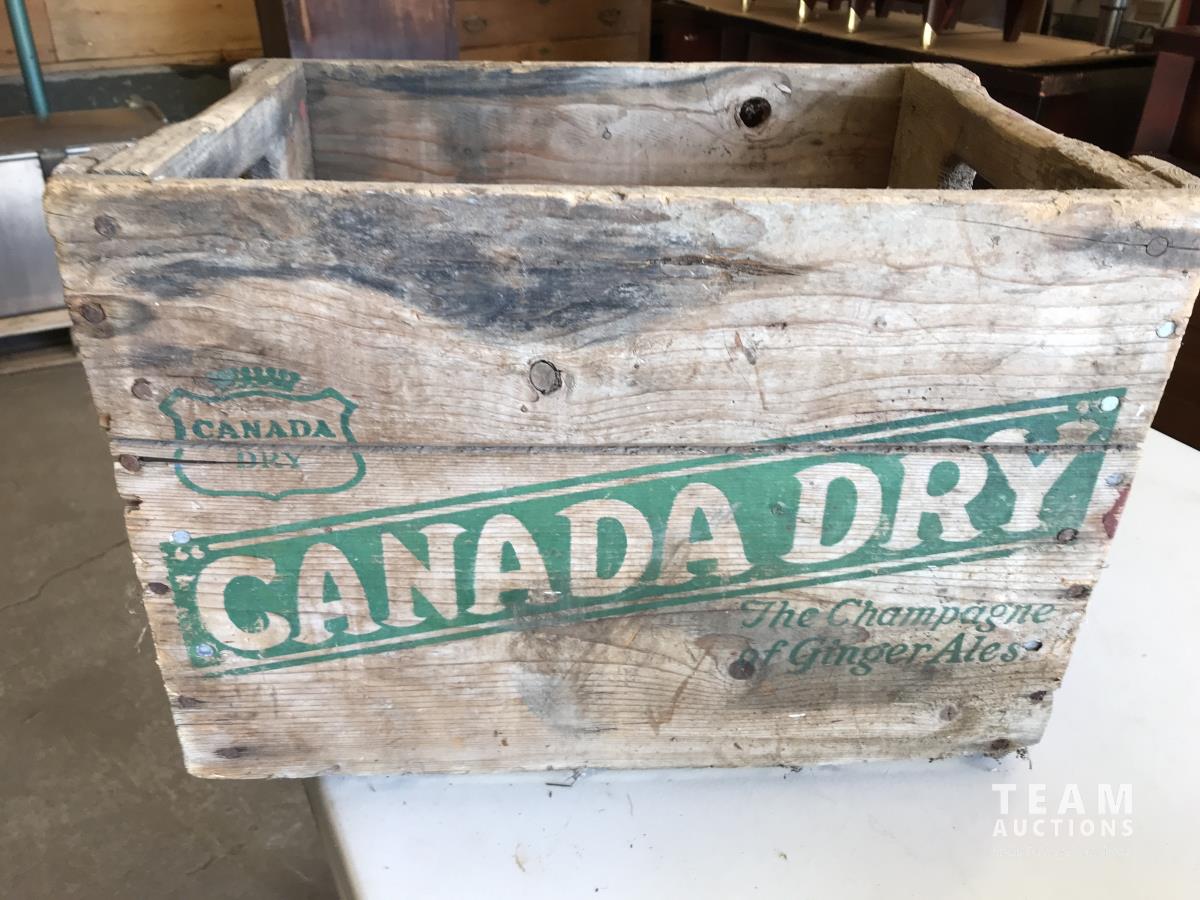 CANADA
DRY
CANADA DRY
The Champagne
of Ginger Ales.
TEAM
AUCTIONS